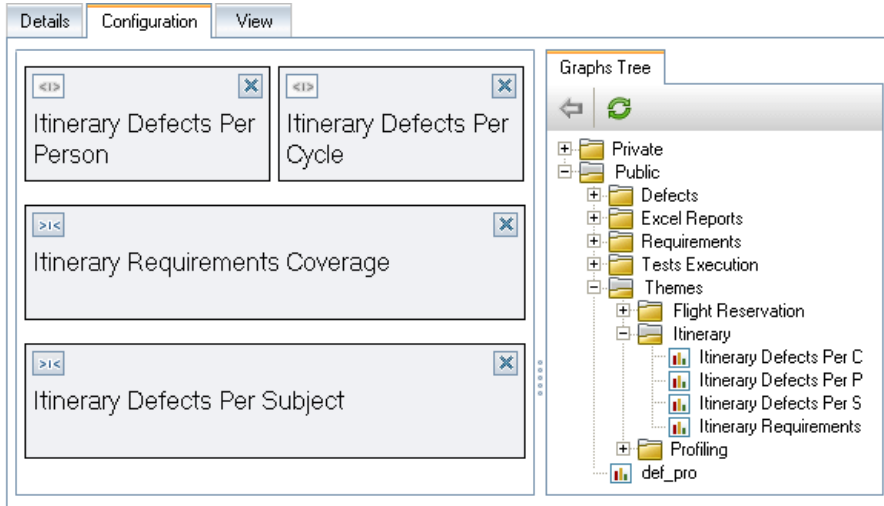 Details Configuration View
Itinerary Defects Per
Person
Itinerary Defects Per
Cycle
Itinerary Requirements Coverage
Itinerary Defects Per Subject
Graphs Tree
Private
Public
Defects
Excel Reports
Requirements
Tests Execution
Themes
Flight Reservation
Itinerary
Itinerary Defects Per C
Itinerary Defects Per P
Itinerary Defects Per S
Itinerary Requirements
Profiling
def_pro